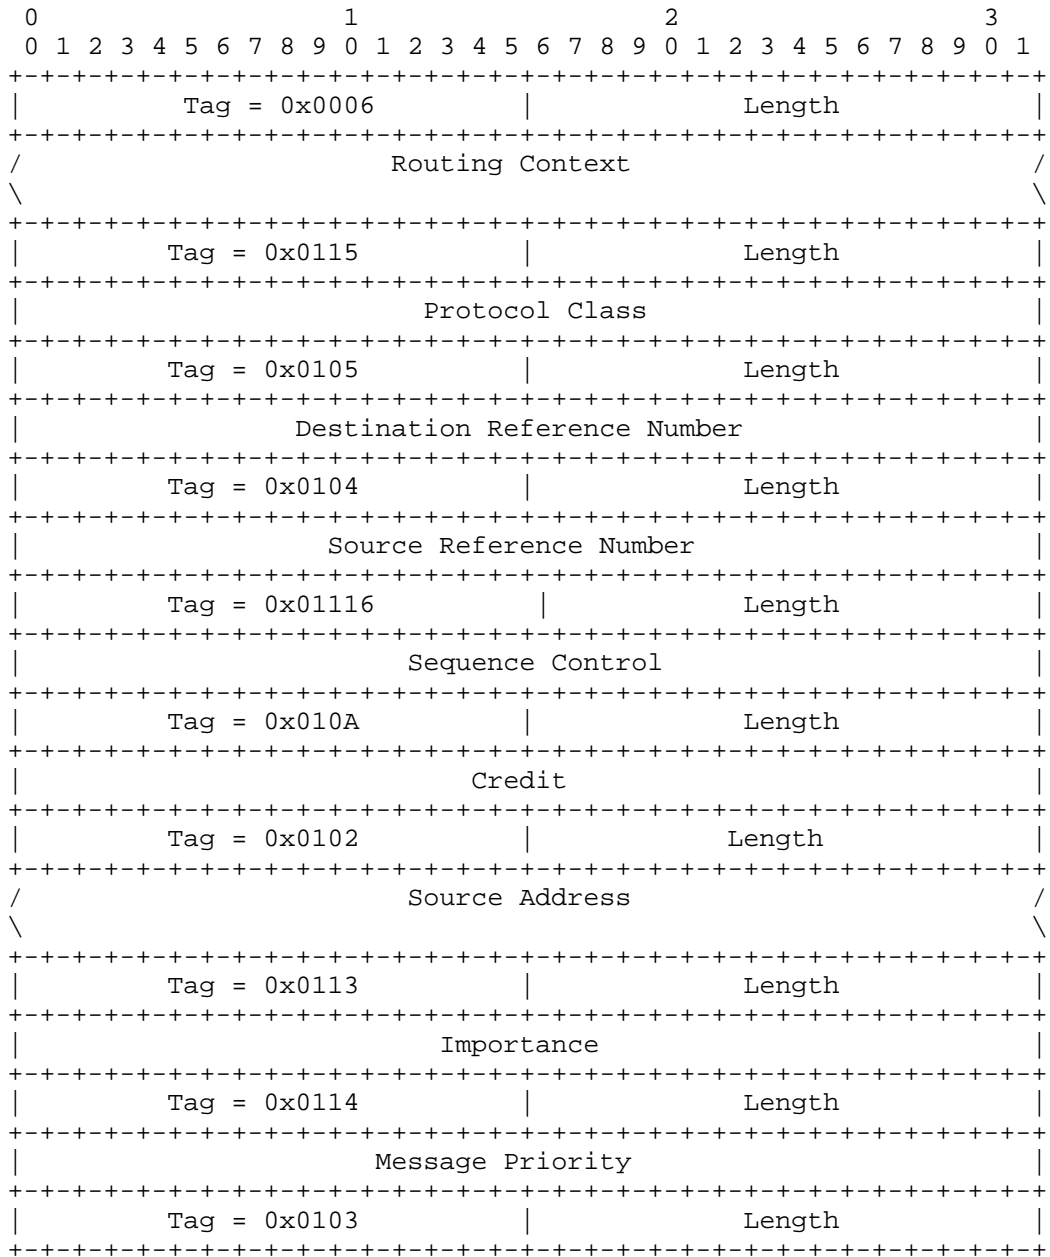 0                   1                   2                   3
 0 1 2 3 4 5 6 7 8 9 0 1 2 3 4 5 6 7 8 9 0 1 2 3 4 5 6 7 8 9 0 1
+-+-+-+-+-+-+-+-+-+-+-+-+-+-+-+-+-+-+-+-+-+-+-+-+-+-+-+-+-+-+-+-+
|          Tag = 0x0006         |             Length            |
+-+-+-+-+-+-+-+-+-+-+-+-+-+-+-+-+-+-+-+-+-+-+-+-+-+-+-+-+-+-+-+-+
/                       Routing Context                         /
\                                                               \
+-+-+-+-+-+-+-+-+-+-+-+-+-+-+-+-+-+-+-+-+-+-+-+-+-+-+-+-+-+-+-+-+
|         Tag = 0x0115          |             Length            |
+-+-+-+-+-+-+-+-+-+-+-+-+-+-+-+-+-+-+-+-+-+-+-+-+-+-+-+-+-+-+-+-+
|                         Protocol Class                        |
+-+-+-+-+-+-+-+-+-+-+-+-+-+-+-+-+-+-+-+-+-+-+-+-+-+-+-+-+-+-+-+-+
|         Tag = 0x0105          |             Length            |
+-+-+-+-+-+-+-+-+-+-+-+-+-+-+-+-+-+-+-+-+-+-+-+-+-+-+-+-+-+-+-+-+
|                 Destination Reference Number                  |
+-+-+-+-+-+-+-+-+-+-+-+-+-+-+-+-+-+-+-+-+-+-+-+-+-+-+-+-+-+-+-+-+
|         Tag = 0x0104          |             Length            |
+-+-+-+-+-+-+-+-+-+-+-+-+-+-+-+-+-+-+-+-+-+-+-+-+-+-+-+-+-+-+-+-+
|                   Source Reference Number                     |
+-+-+-+-+-+-+-+-+-+-+-+-+-+-+-+-+-+-+-+-+-+-+-+-+-+-+-+-+-+-+-+-+
|         Tag = 0x01116          |            Length            |
+-+-+-+-+-+-+-+-+-+-+-+-+-+-+-+-+-+-+-+-+-+-+-+-+-+-+-+-+-+-+-+-+
|                        Sequence Control                       |
+-+-+-+-+-+-+-+-+-+-+-+-+-+-+-+-+-+-+-+-+-+-+-+-+-+-+-+-+-+-+-+-+
|         Tag = 0x010A          |             Length            |
+-+-+-+-+-+-+-+-+-+-+-+-+-+-+-+-+-+-+-+-+-+-+-+-+-+-+-+-+-+-+-+-+
|                            Credit                             |
+-+-+-+-+-+-+-+-+-+-+-+-+-+-+-+-+-+-+-+-+-+-+-+-+-+-+-+-+-+-+-+-+
|         Tag = 0x0102          |            Length             |
+-+-+-+-+-+-+-+-+-+-+-+-+-+-+-+-+-+-+-+-+-+-+-+-+-+-+-+-+-+-+-+-+
/                        Source Address                         /
\                                                               \
+-+-+-+-+-+-+-+-+-+-+-+-+-+-+-+-+-+-+-+-+-+-+-+-+-+-+-+-+-+-+-+-+
|         Tag = 0x0113          |             Length            |
+-+-+-+-+-+-+-+-+-+-+-+-+-+-+-+-+-+-+-+-+-+-+-+-+-+-+-+-+-+-+-+-+
|                          Importance                           |
+-+-+-+-+-+-+-+-+-+-+-+-+-+-+-+-+-+-+-+-+-+-+-+-+-+-+-+-+-+-+-+-+
|         Tag = 0x0114          |             Length            |
+-+-+-+-+-+-+-+-+-+-+-+-+-+-+-+-+-+-+-+-+-+-+-+-+-+-+-+-+-+-+-+-+
|                      Message Priority                         |
+-+-+-+-+-+-+-+-+-+-+-+-+-+-+-+-+-+-+-+-+-+-+-+-+-+-+-+-+-+-+-+-+
|         Tag = 0x0103          |             Length            |
+-+-+-+-+-+-+-+-+-+-+-+-+-+-+-+-+-+-+-+-+-+-+-+-+-+-+-+-+-+-+-+-+